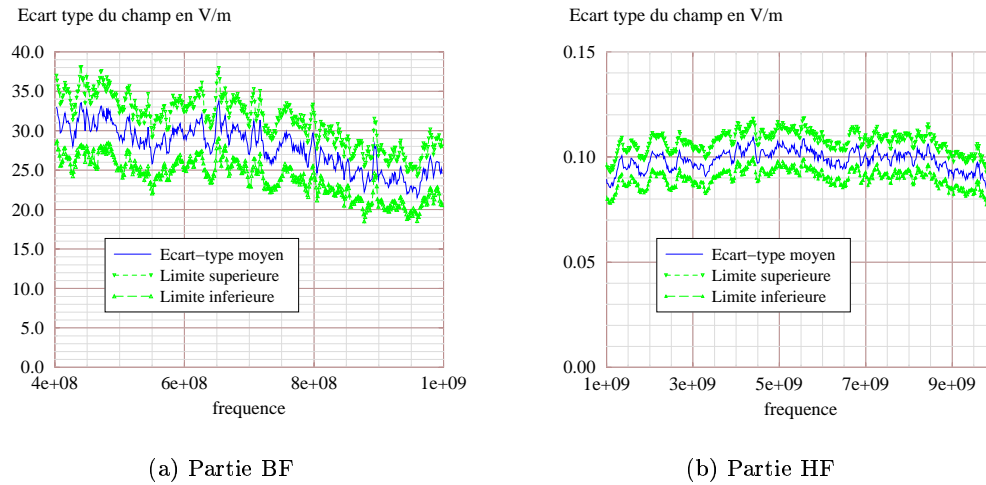 Ecart type du champ en V/m
40.0
35.0
30.0
25.0
20.0
15.0
10.0
5.0
0.0
4e+08 6e+08 8e+08 1e+09
frequence
Ecart-type moyen
Limite superieure
Limite inferieure
(a) Partie BF
Ecart type du champ en V/m
0.15
0.10
0.05
0.00
1e+09 3e+09 5e+09 7e+09 9e+09
frequence
Ecart-type moyen
Limite superieure
Limite inferieure
(b) Partie HF